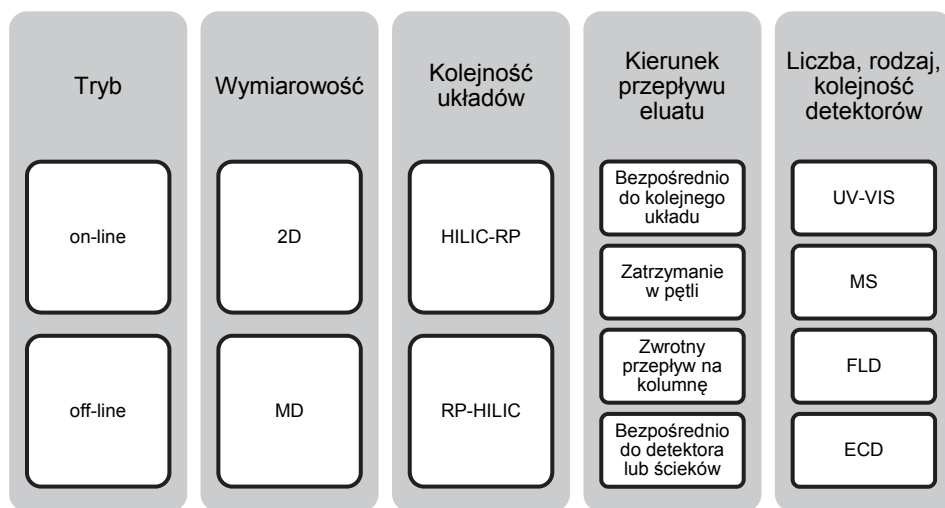 Tryb
on-line
off-line
Wymiarowość
2D
MD
Kolejność
układów
HILIC-RP
RP-HILIC
Kierunek
przepływu
eluatu
Bezpośrednio
do kolejnego
układu
Zatrzymanie
w pętli
Zwrotny
przepływ na
kolumnę
Bezpośrednio
do detektora
lub ścieków
Liczba, rodzaj,
kolejność
detektorów
UV-VIS
MS
FLD
ECD